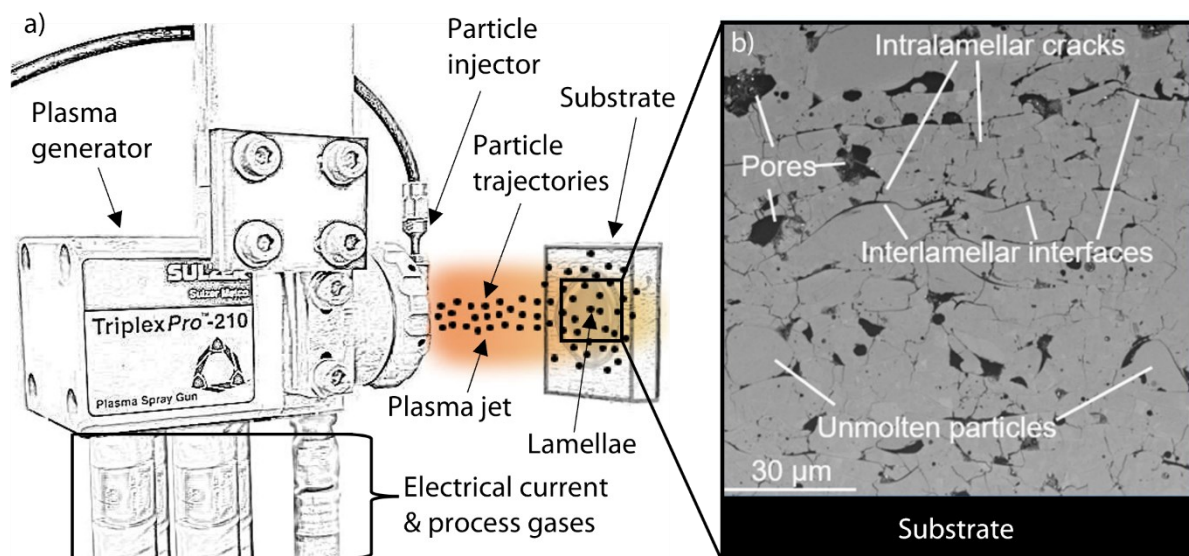 a)
Particle
injector
Plasma
generator
Particle
trajectories
Substrate
SULZER
Sulzer Metco
TriplexPro™-210
Plasma Spray Gun
Plasma jet
Lamellae
Electrical current
& process gases
b)
Intralamellar cracks
Pores
Interlamellar interfaces
Unmolten particles
30 µm
Substrate